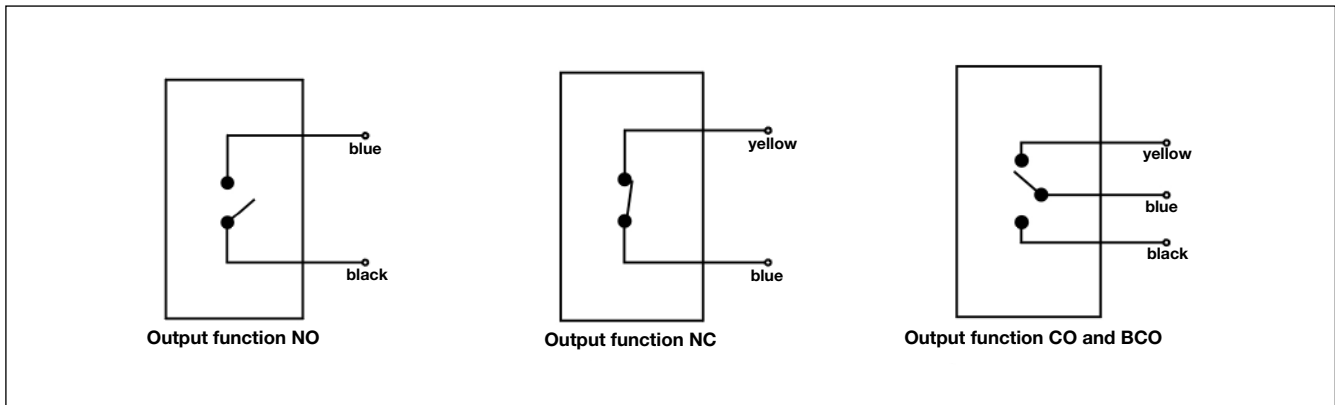 blue
black
Output function NO
yellow
blue
Output function NC
yellow
blue
black
Output function CO and BCO